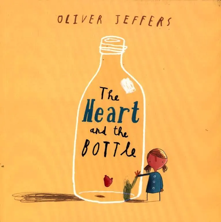 OLIVER JEFFERS
The
Heart
and the
BOTTLE